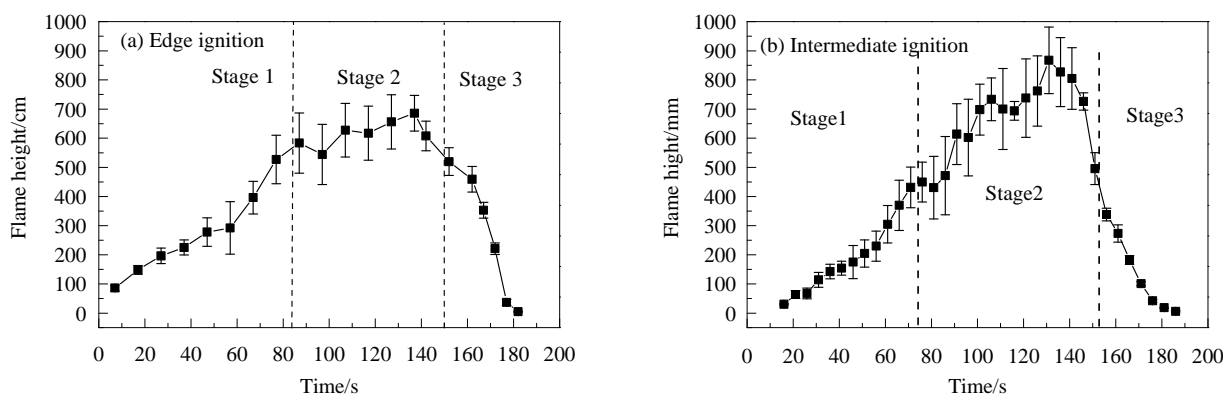 (a) Edge ignition
Stage 1
Stage 2
Stage 3
Flame height/cm
1000
900
800
700
600
500
400
300
200
100
0
0 20 40 60 80 100 120 140 160 180 200
Time/s
(b) Intermediate ignition
Stage1
Stage2
Stage3
Flame hight/mm
1000
900
800
700
600
500
400
300
200
100
0
0 20 40 60 80 100 120 140 160 180 200
Time/s